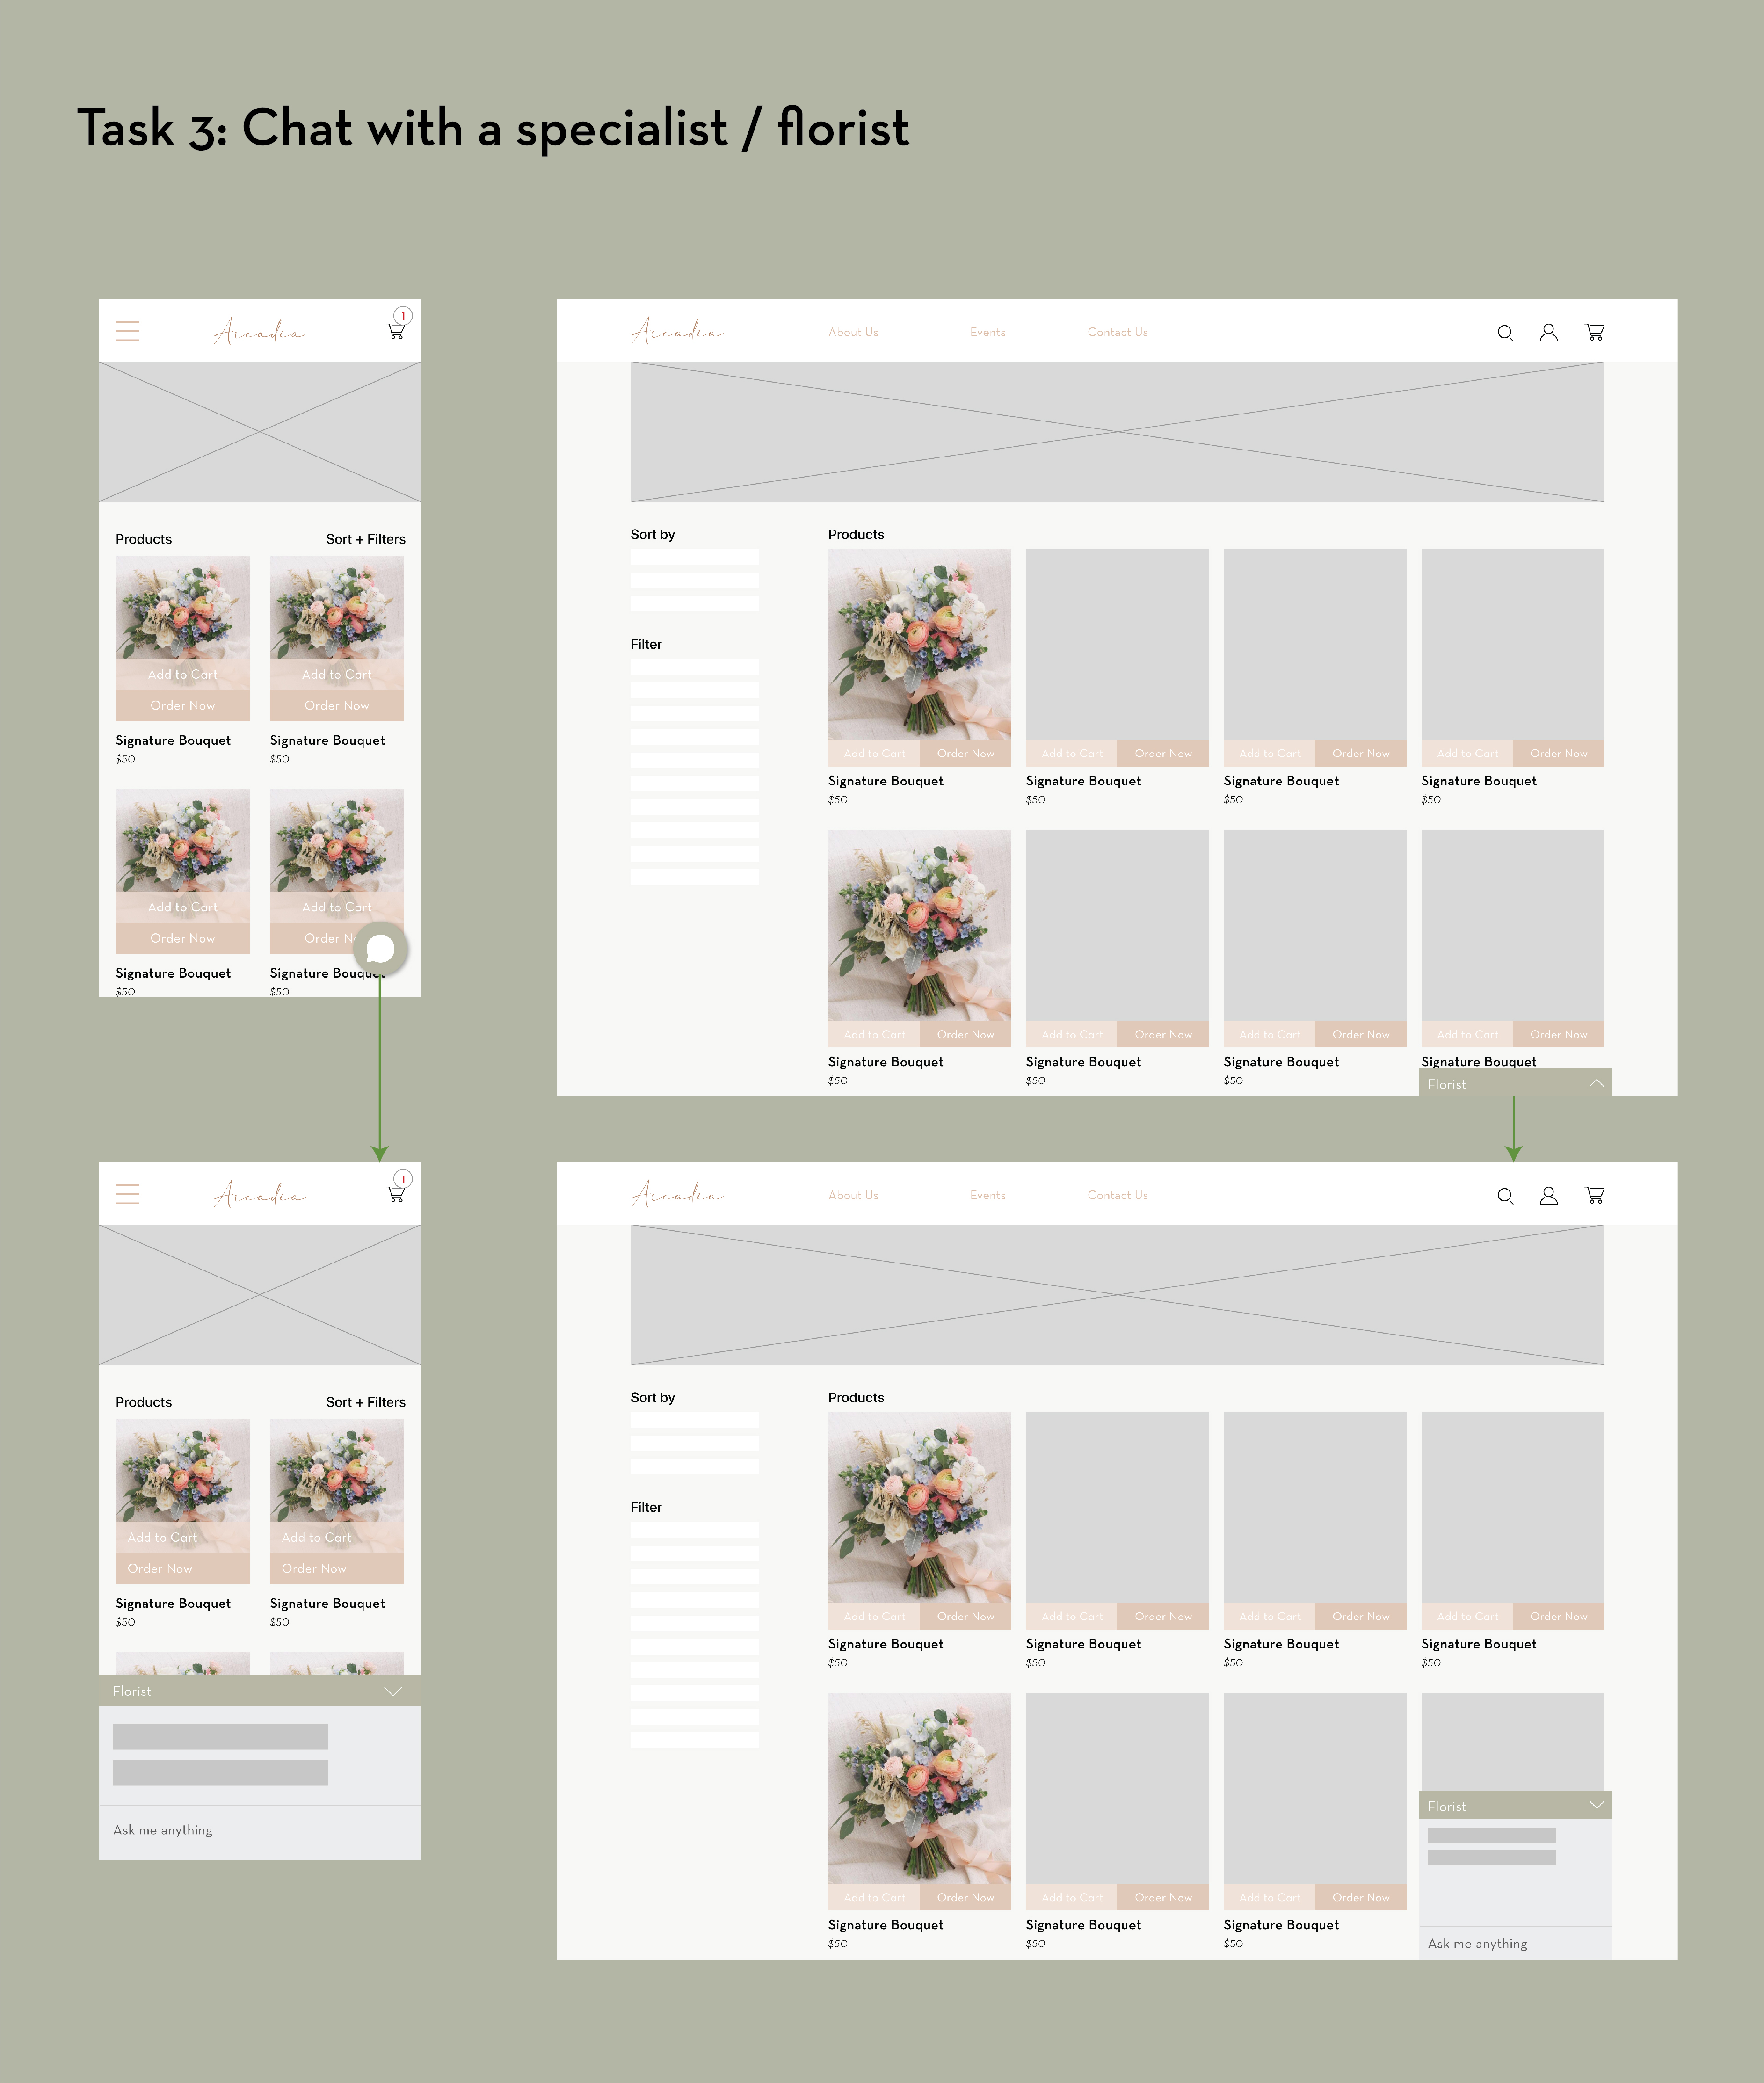 Task 3: Chat with a specialist / florist
Arcadia
1
Products
Sort + Filters
Add to Cart
Add to Cart
Order Now
Order Now
Signature Bouquet
Signature Bouquet
$50
$50
Add to Cart
Add to Cart
Order Now
Order N
Signature Bouquet
Signature Bouquet
$50
$50
Arcadia
About Us
Events
Contact Us
Sort by
Filter
Products
Add to Cart
Order Now
Add to Cart
Order Now
Add to Cart
Order Now
Add to Cart
Order Now
Signature Bouquet
Signature Bouquet
Signature Bouquet
Signature Bouquet
$50
$50
$50
$50
Add to Cart
Order Now
Add to Cart
Order Now
Add to Cart
Order Now
Add to Cart
Order Now
Signature Bouquet
Signature Bouquet
Signature Bouquet
Signature Bouquet
$50
$50
$50
Florist
Arcadia
1
Products
Sort + Filters
Add to Cart
Add to Cart
Order Now
Order Now
Signature Bouquet
Signature Bouquet
$50
$50
Florist
Ask me anything
Arcadia
About Us
Events
Contact Us
Sort by
Filter
Products
Add to Cart
Order Now
Add to Cart
Order Now
Add to Cart
Order Now
Add to Cart
Order Now
Signature Bouquet
Signature Bouquet
Signature Bouquet
Signature Bouquet
$50
$50
$50
$50
Add to Cart
Order Now
Add to Cart
Order Now
Add to Cart
Order Now
Signature Bouquet
Signature Bouquet
Signature Bouquet
$50
$50
$50
Florist
Ask me anything